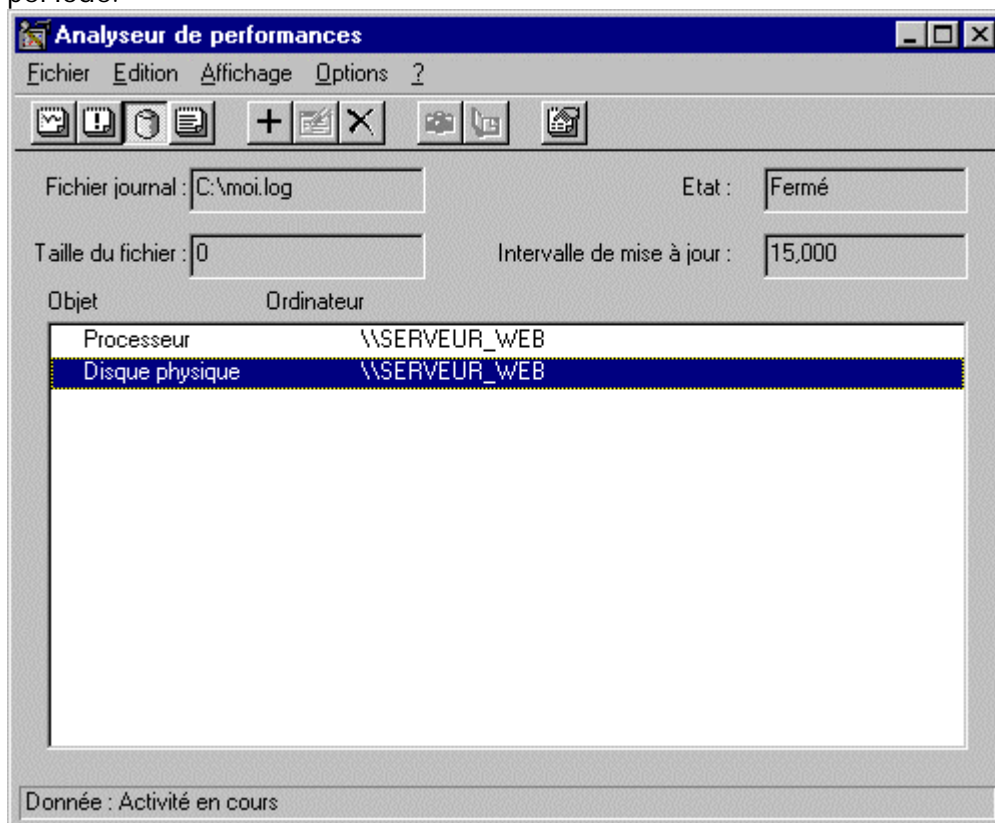 Analyseur de performances
Fichier Edition Affichage Options ?
Fichier journal : C:\moi.log Etat : Fermé
Taille du fichier : 0 Intervalle de mise à jour : 15,000
Objet Ordinateur
Processeur \\SERVEUR_WEB
Disque physique \\SERVEUR_WEB
Donnée : Activité en cours